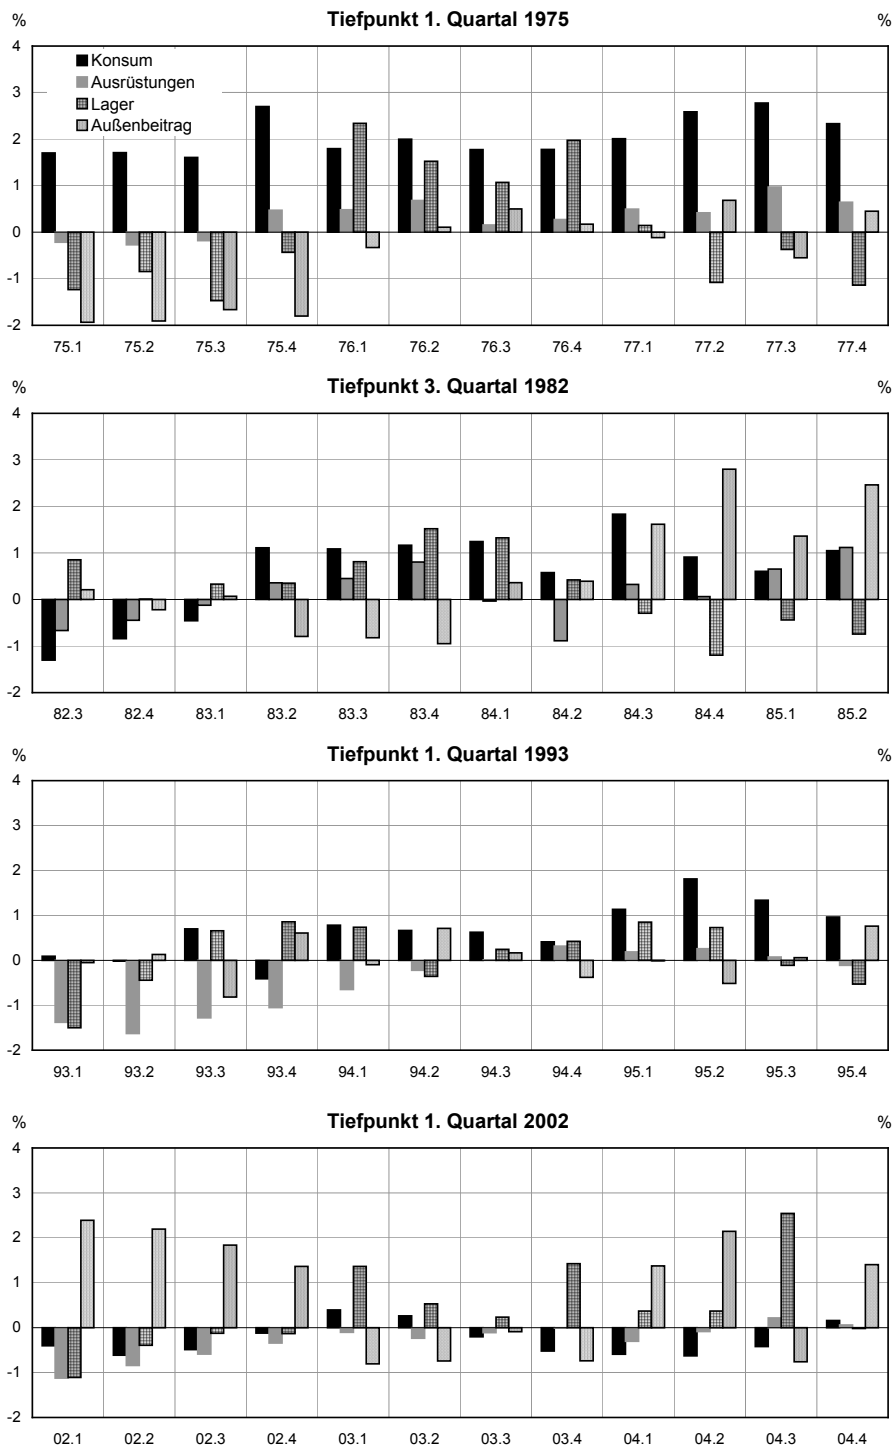 % Tiefpunkt 1. Quartal 1975 %
4
Konsum
Ausrüstungen
3
Lager
Außenbeitrag
2
1
0
-1
-2
75.1 75.2 75.3 75.4 76.1 76.2 76.3 76.4 77.1 77.2 77.3 77.4
% Tiefpunkt 3. Quartal 1982 %
4
3
2
1
0
-1
-2
82.3 82.4 83.1 83.2 83.3 83.4 84.1 84.2 84.3 84.4 85.1 85.2
% Tiefpunkt 1. Quartal 1993 %
4
3
2
1
0
-1
-2
93.1 93.2 93.3 93.4 94.1 94.2 94.3 94.4 95.1 95.2 95.3 95.4
% Tiefpunkt 1. Quartal 2002 %
4
3
2
1
0
-1
-2
02.1 02.2 02.3 02.4 03.1 03.2 03.3 03.4 04.1 04.2 04.3 04.4